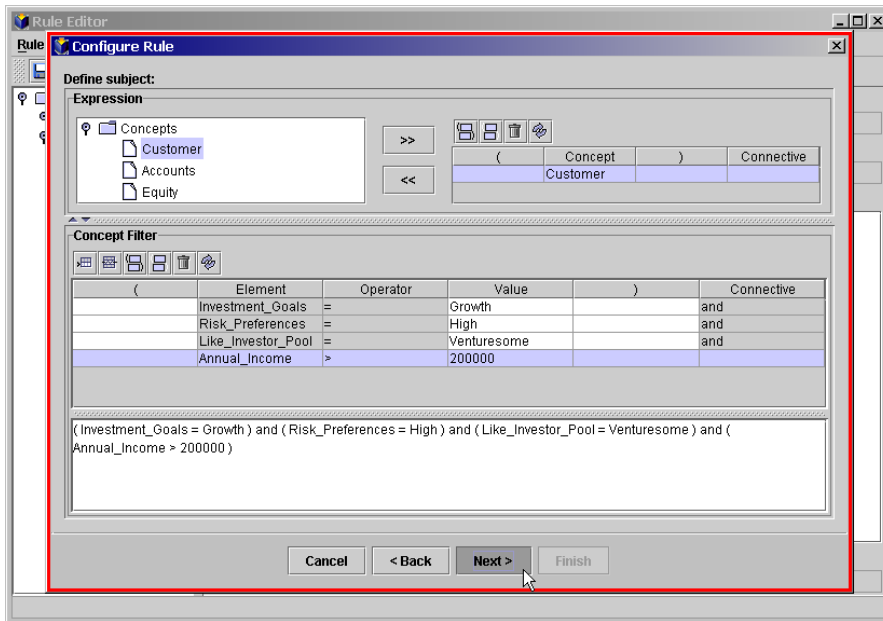 Rule Editor
Rule
Configure Rule
Define subject:
Expression
Concepts
Customer
Accounts
Equity
>>
<<
( Concept ) Connective
Customer
Concept Filter
( Element Operator Value ) Connective
Investment_Goals = Growth and
Risk_Preferences = High and
Like_Investor_Pool = Venturesome and
Annual_Income > 200000
( Investment_Goals = Growth ) and ( Risk_Preferences = High ) and ( Like_Investor_Pool = Venturesome ) and (
Annual_Income > 200000 )
Cancel < Back Next > Finish